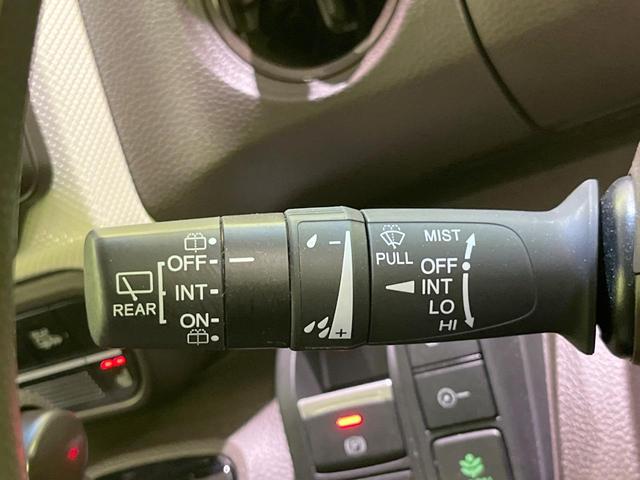 REAR
OFF
INT
ON
−
+
PULL
MIST
OFF
INT
LO
HI